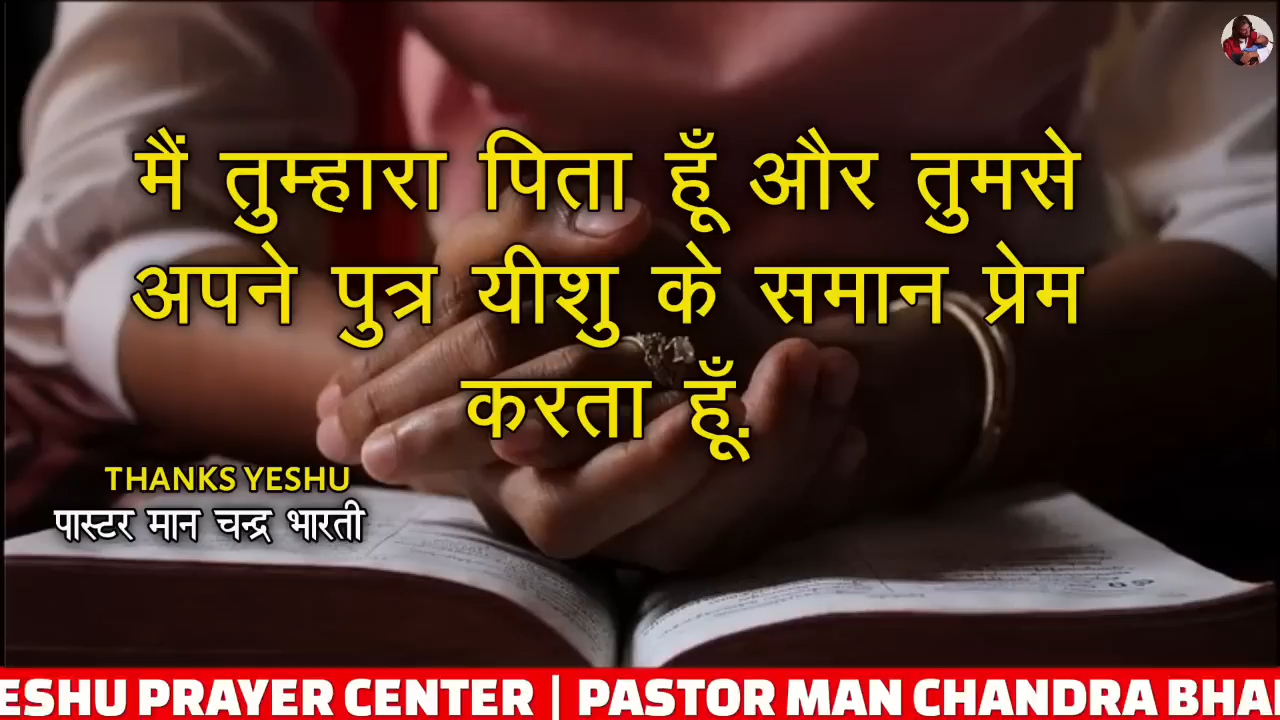 मैं तुम्हारा पिता हूँ और तुमसे
अपने पुत्र यीशु के समान प्रेम
करता हूँ.
THANKS YESHU
पास्टर मान चन्द्र भारती
ESHU PRAYER CENTER | PASTOR MAN CHANDRA BHA